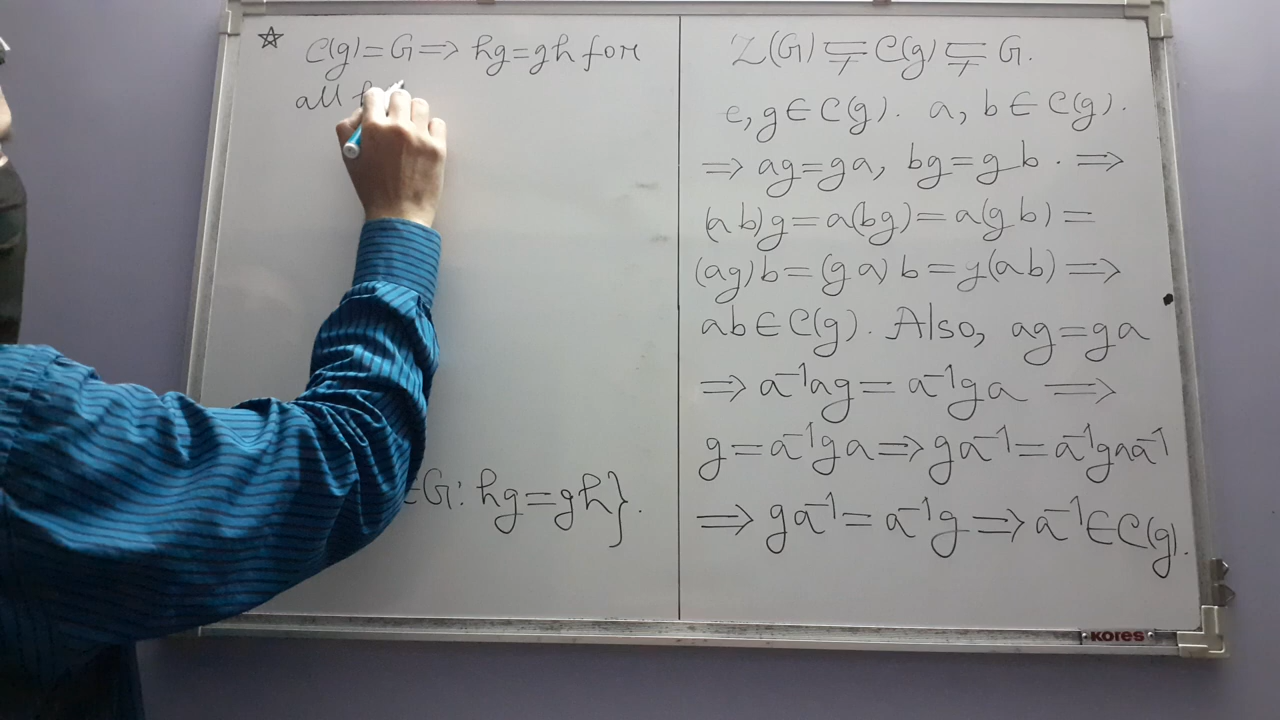 ☆ C(g)=G⇒ hg=gh for
all
∈G: hg=gh}.
Z(G) ⊊ C(g) ⊊ G.
e, g∈C(g). a, b∈C(g).
⇒ ag=ga, bg=gb. ⇒
(ab)g=a(bg)=a(gb)=
(ag)b=(ga)b=g(ab)⇒
ab∈C(g). Also, ag=ga
⇒ a⁻¹ag=a⁻¹ga ⇒
g=a⁻¹ga⇒ga⁻¹=a⁻¹gaa⁻¹
⇒ ga⁻¹=a⁻¹g⇒a⁻¹∈C(g).
KORES